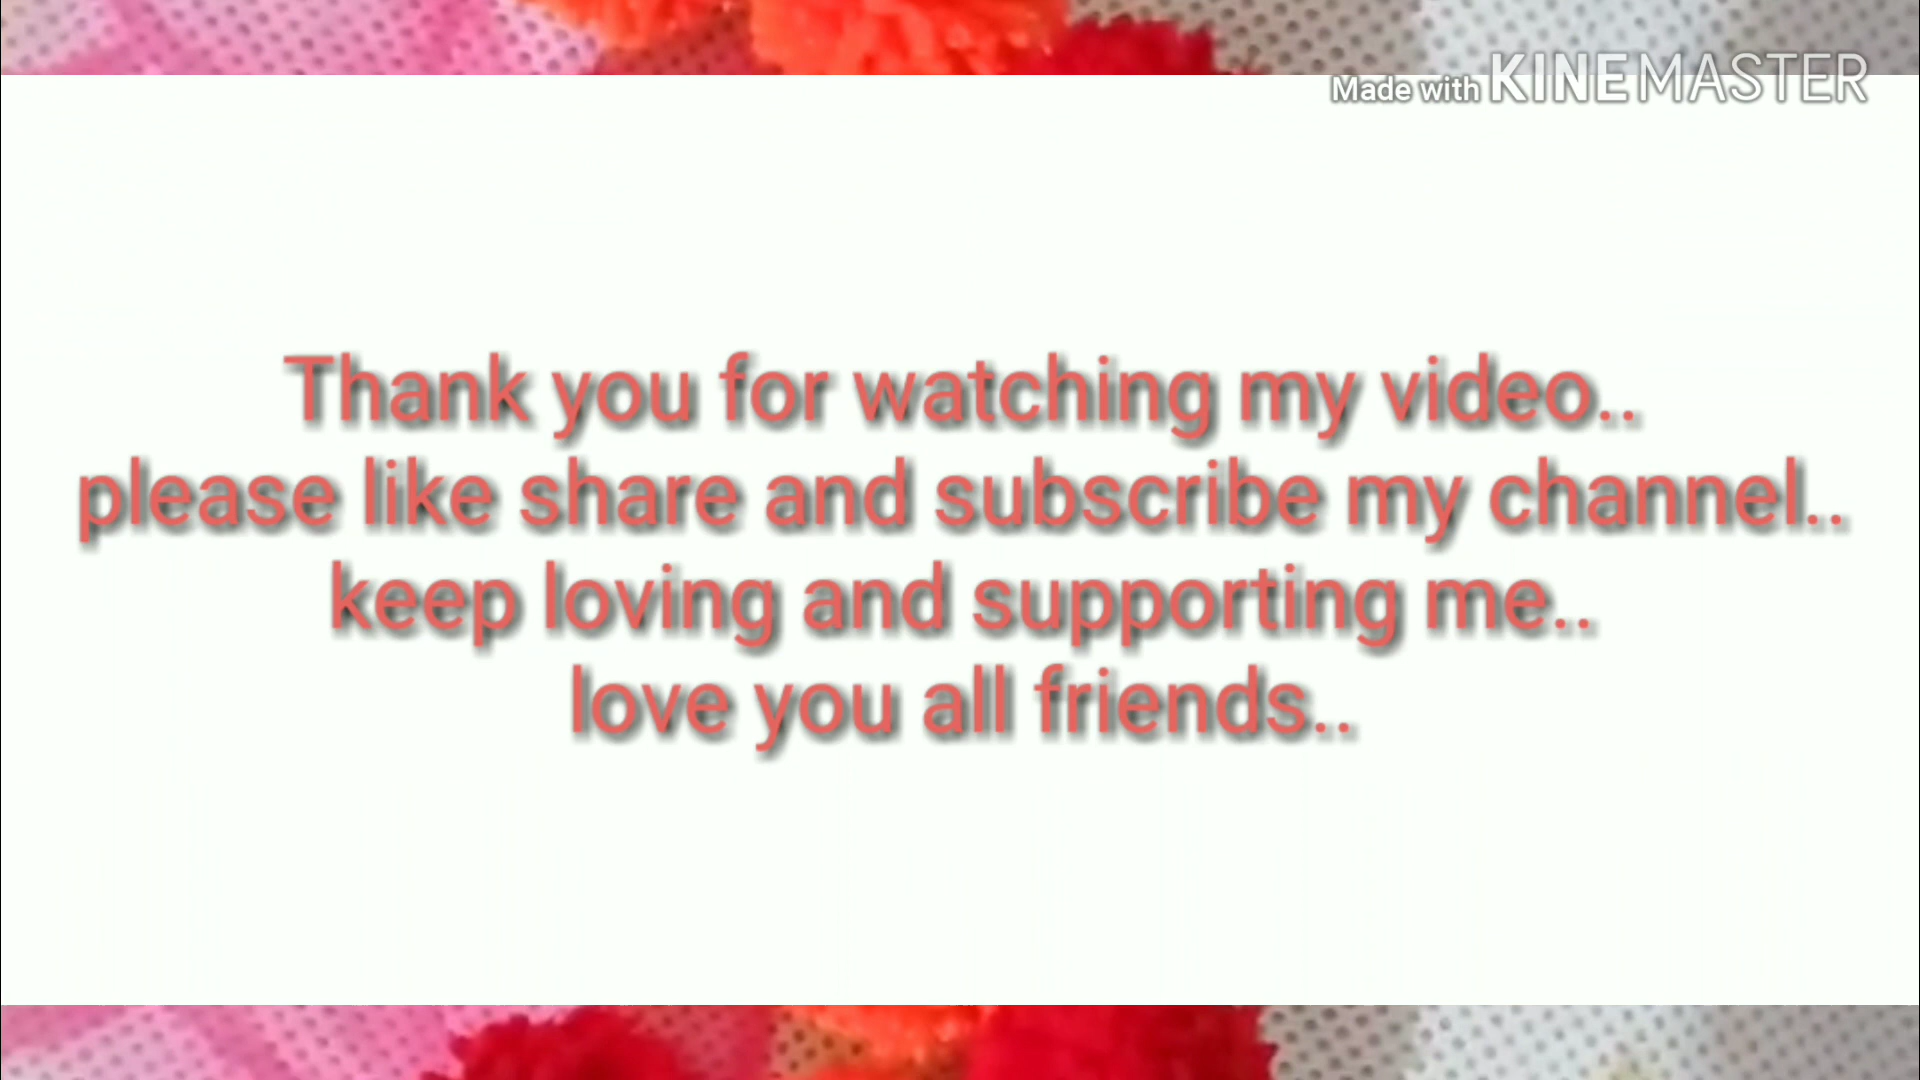 Made with KINEMASTER
Thank you for watching my video..
please like share and subscribe my channel..
keep loving and supporting me..
love you all friends..